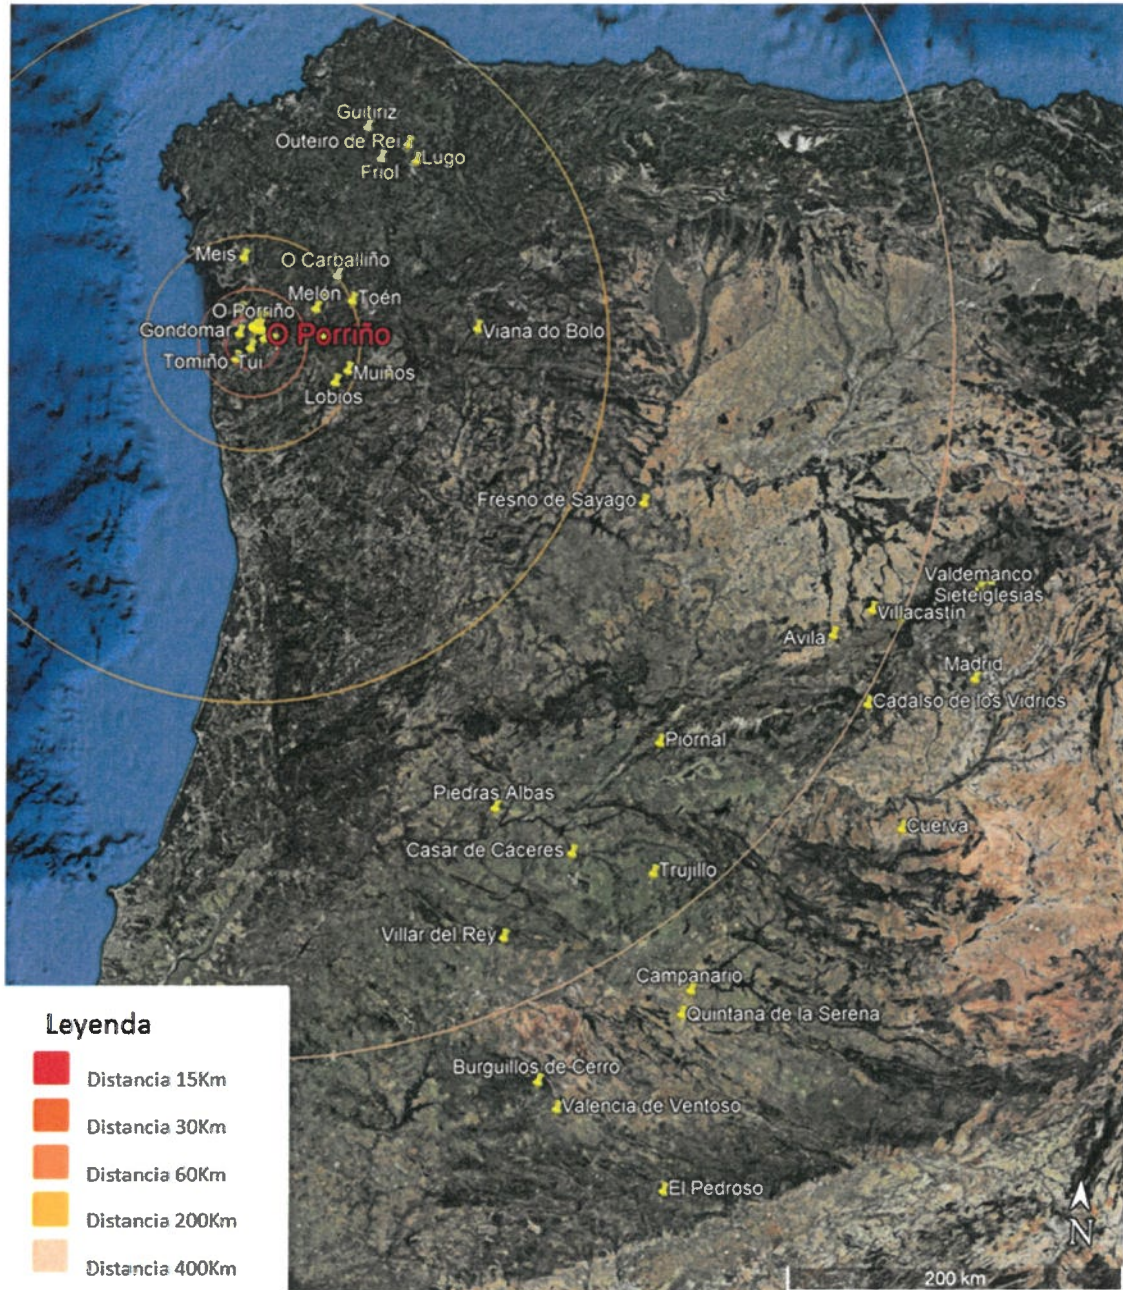 Guitiriz
Outeiro de Rei
Lugo
Friol
Meis
O Carballiño
Melón
Toén
O Porriño
Gondomar
O Porriño
Viana do Bolo
Tomiño
Tui
Muiños
Lobios
Fresno de Sayago
Valdemanco
Sieteiglesias
Villacastín
Avila
Madrid
Cadalso de los Vidrios
Piornal
Piedras Albas
Cuerva
Casar de Cáceres
Trujillo
Villar del Rey
Campanario
Quintana de la Serena
Burguillos de Cerro
Valencia de Ventoso
El Pedroso
Leyenda
Distancia 15Km
Distancia 30Km
Distancia 60Km
Distancia 200Km
Distancia 400Km
N
200 km